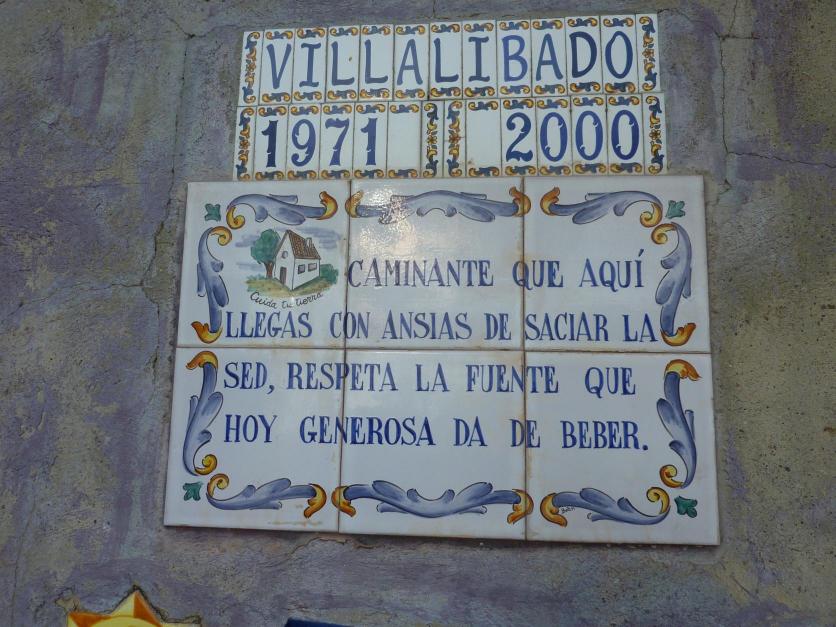 VILLALIBADO
1971 2000
CAMINANTE QUE AQUÍ
Cuida tu tierra
LLEGAS CON ANSIAS DE SACIAR LA
SED, RESPETA LA FUENTE QUE
HOY GENEROSA DA DE BEBER.